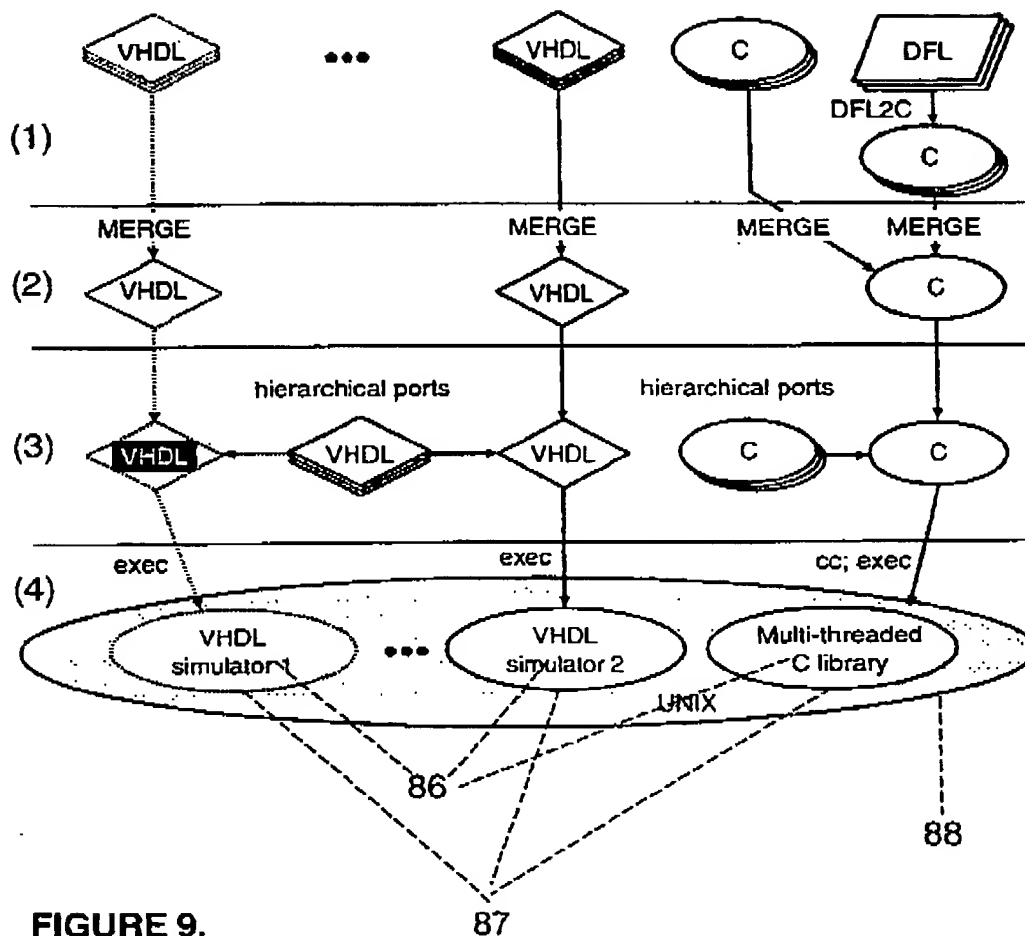 VHDL
VHDL
C
DFL
DFL2C
(1)
C
MERGE
MERGE
MERGE
MERGE
(2)
VHDL
VHDL
C
hierarchical ports
hierarchical ports
(3)
VHDL
VHDL
VHDL
C
C
exec
exec
cc; exec
(4)
VHDL
simulator 1
VHDL
simulator 2
Multi-threaded
C library
UNIX
86
88
87
FIGURE 9.